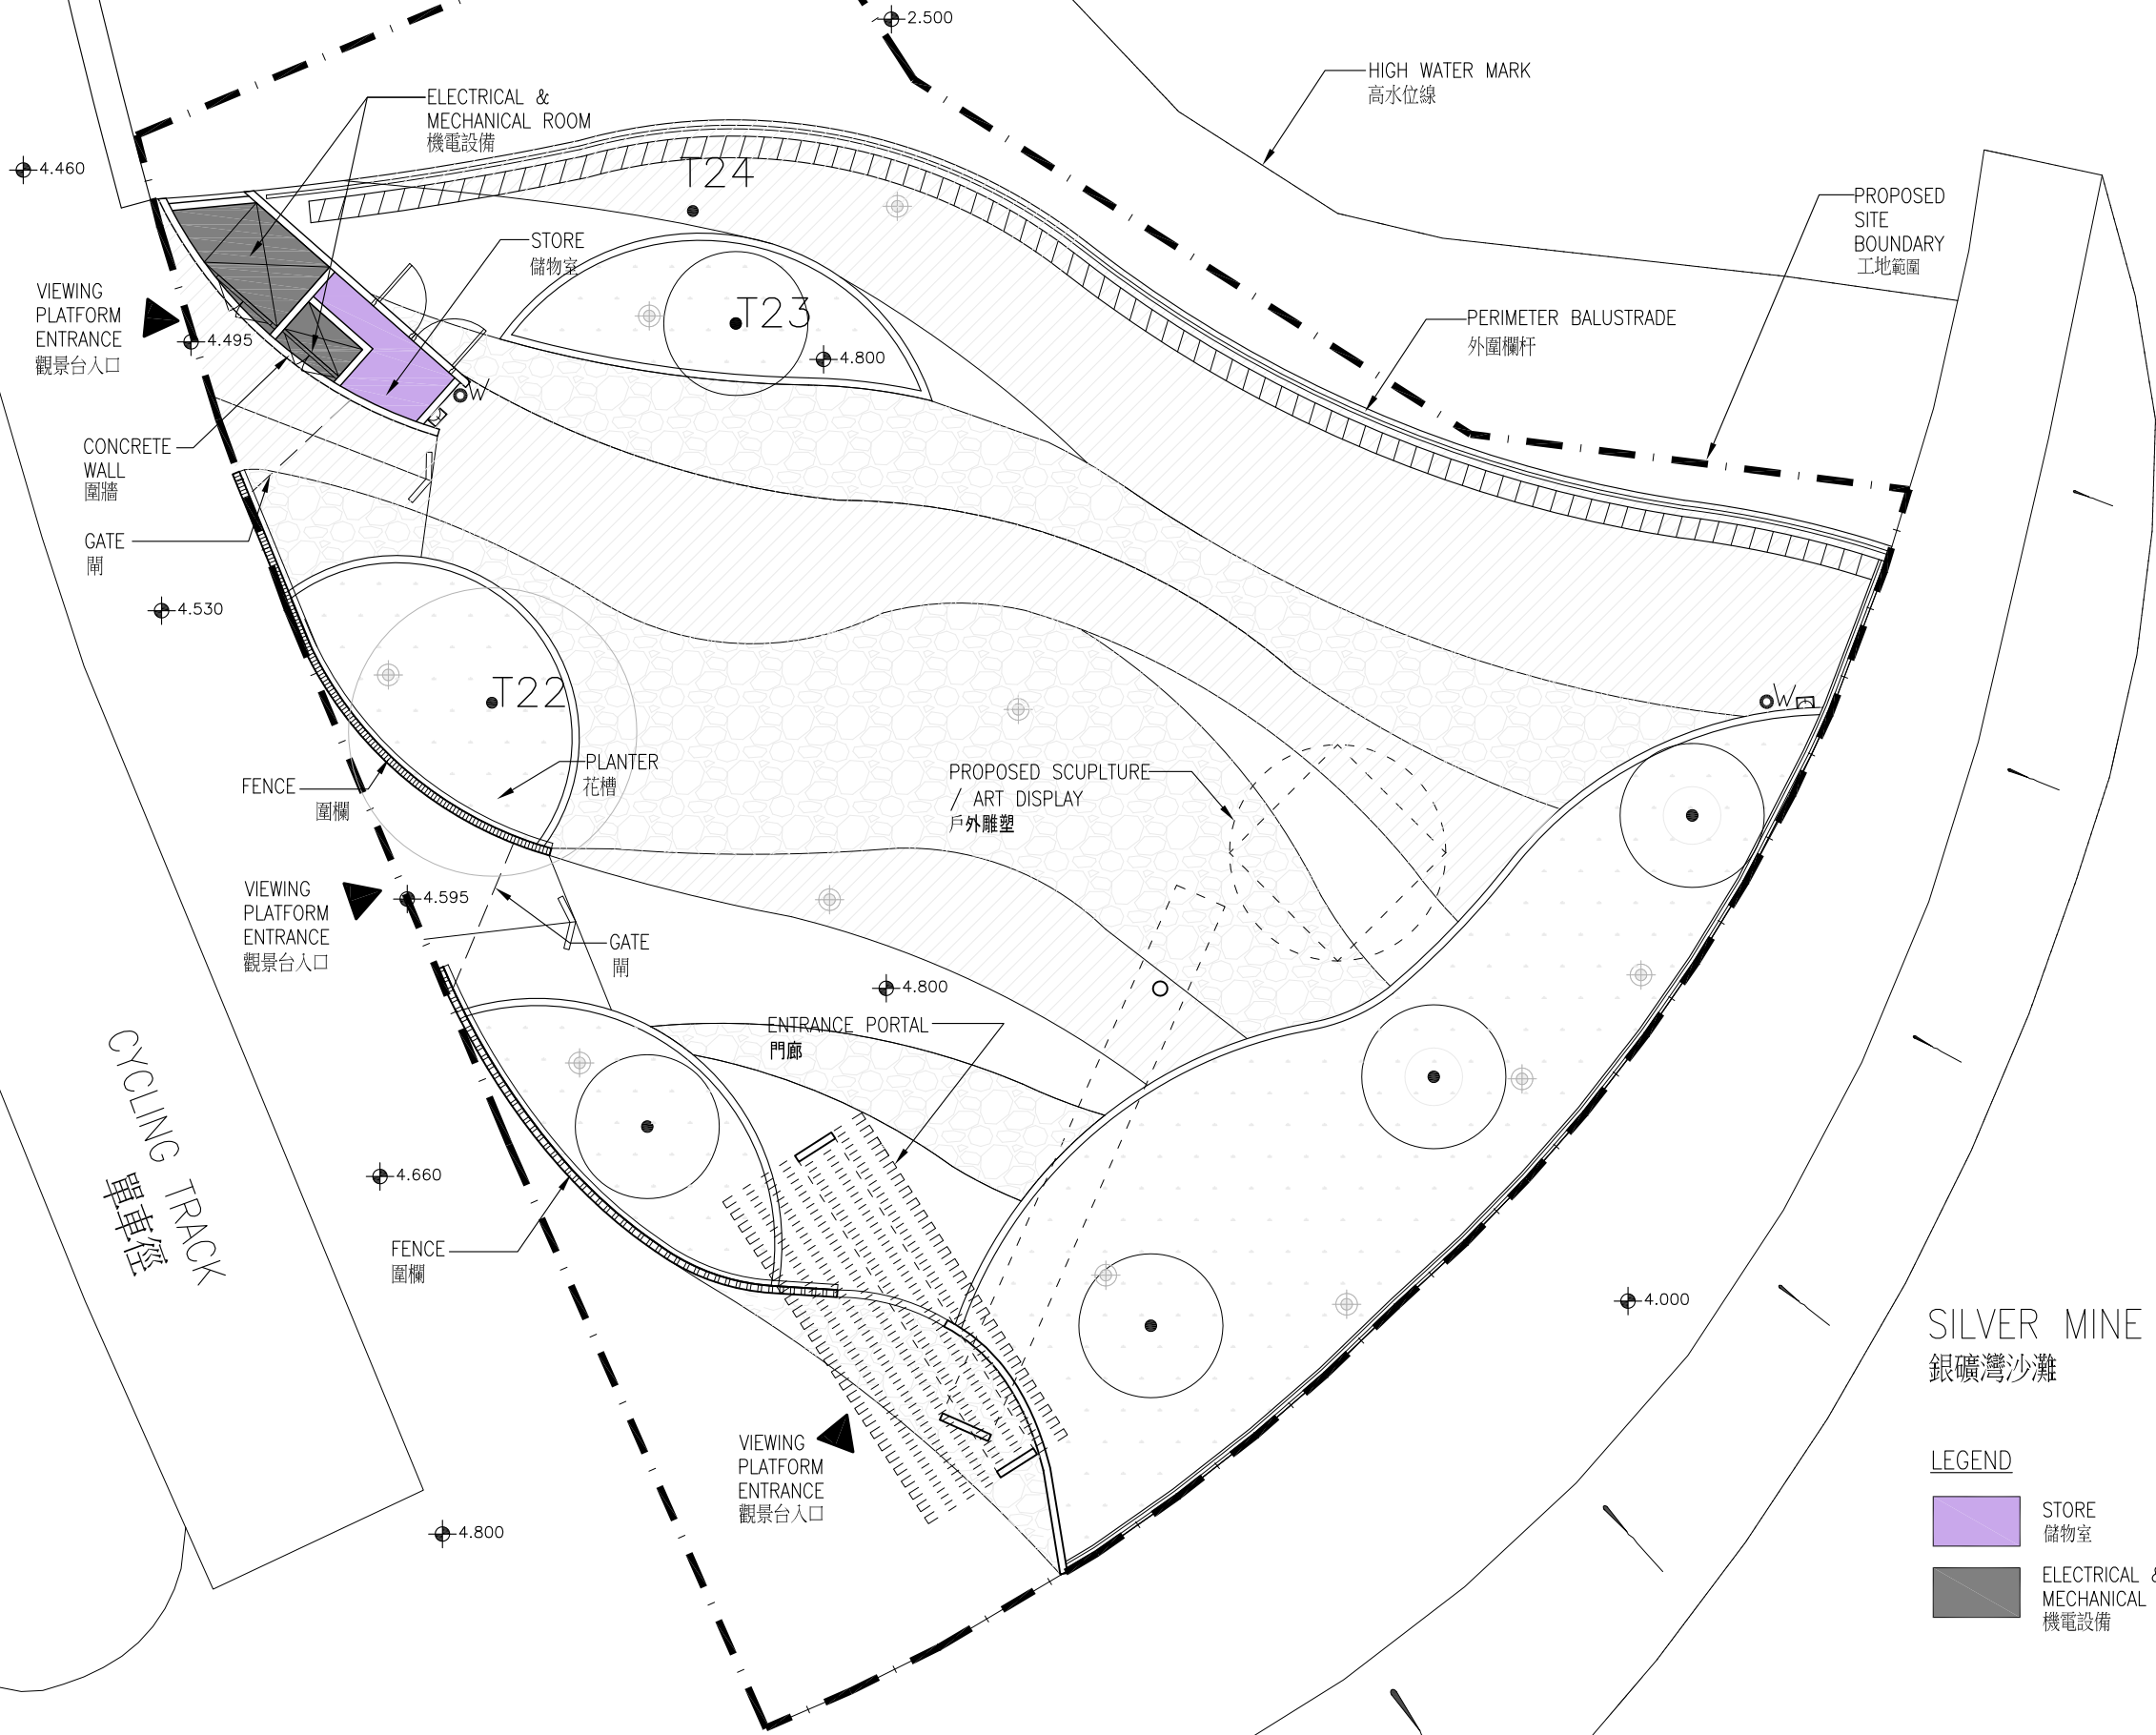 2.500
HIGH WATER MARK
高水位線
ELECTRICAL &
MECHANICAL ROOM
機電設備
4.460
T24
PROPOSED
SITE
BOUNDARY
工地範圍
STORE
儲物室
VIEWING
PLATFORM
ENTRANCE
觀景台入口
4.495
T23
4.800
PERIMETER BALUSTRADE
外圍欄杆
W
CONCRETE
WALL
圍牆
GATE
閘
4.530
T22
W
PLANTER
花槽
FENCE
圍欄
PROPOSED SCUPLTURE
/ ART DISPLAY
戶外雕塑
VIEWING
PLATFORM
ENTRANCE
觀景台入口
4.595
GATE
閘
4.800
ENTRANCE PORTAL
門廊
CYCLING TRACK
單車徑
4.660
FENCE
圍欄
4.000
SILVER MINE
銀礦灣沙灘
VIEWING
PLATFORM
ENTRANCE
觀景台入口
4.800
LEGEND
STORE
儲物室
ELECTRICAL &
MECHANICAL
機電設備